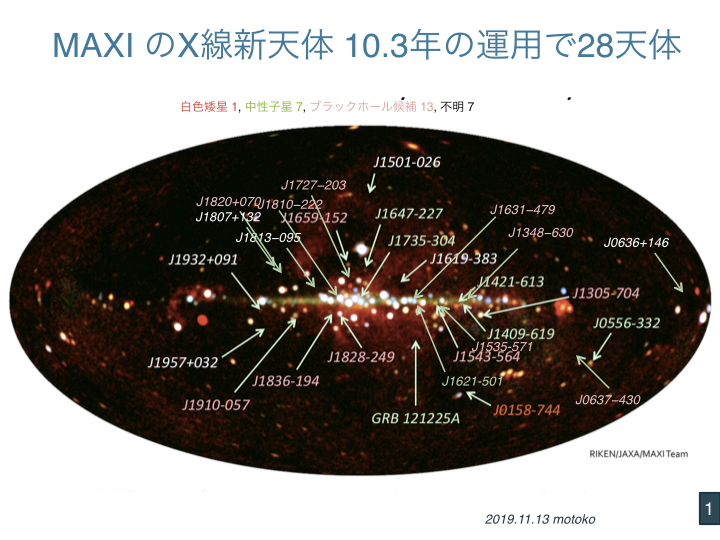 MAXI のX線新天体 10.3年の運用で28天体
白色矮星 1, 中性子星 7, ブラックホール候補 13, 不明 7
J1501-026
J1727−203
J1820+070
J1810−222
J1807+132
J1659-152
J1647-227
J1631−479
J1813−095
J1735-304
J1348−630
J0636+146
J1932+091
J1619-383
J1421-613
J1305-704
J0556-332
J1409-619
J1535-571
J1957+032
J1828-249
J1543-564
J1836-194
J1621-501
J1910-057
J0637−430
GRB 121225A
J0158-744
RIKEN/JAXA/MAXI Team
2019.11.13 motoko
1